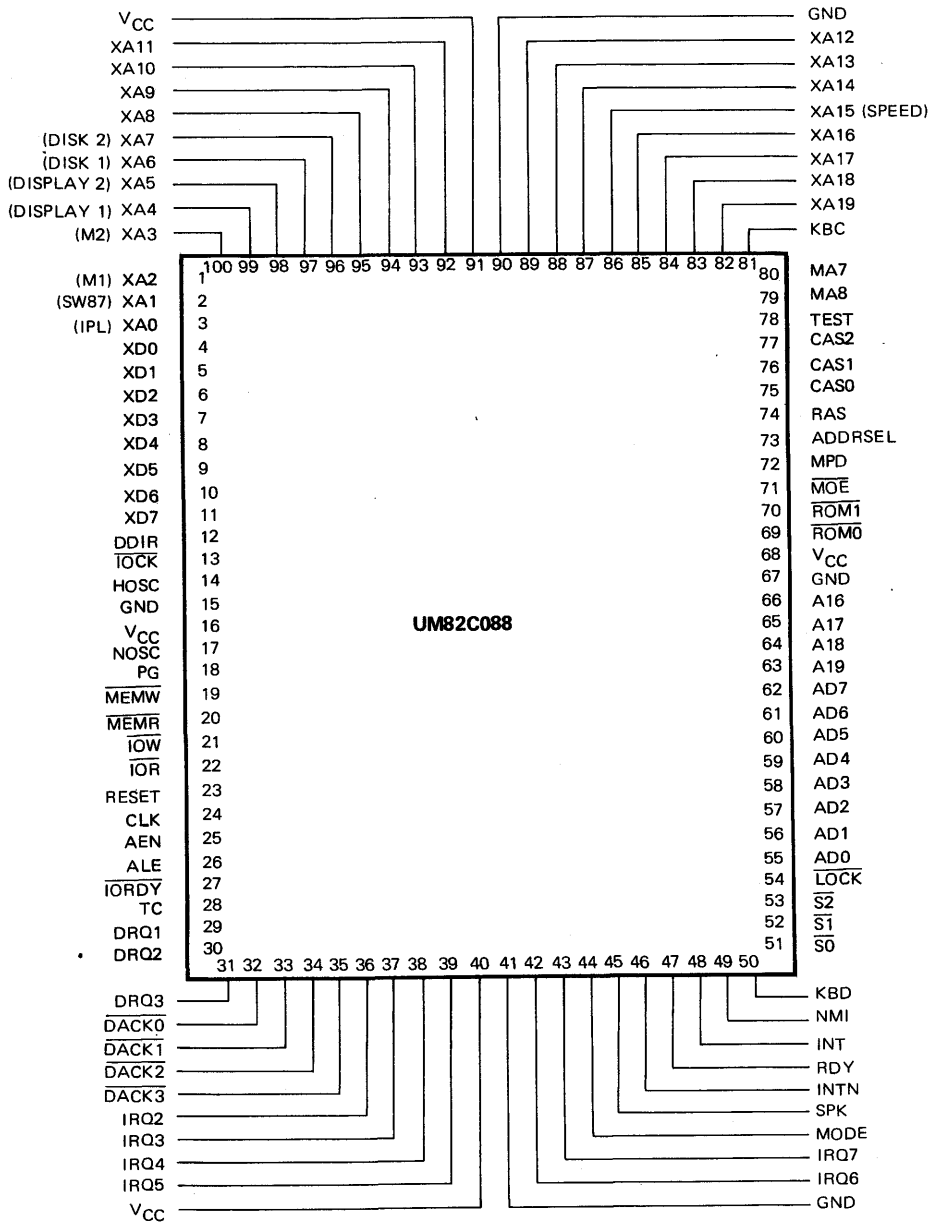 VCC GND
XA11 XA12
XA10 XA13
XA9 XA14
XA8 XA15 (SPEED)
(DISK 2) XA7 XA16
(DISK 1) XA6 XA17
(DISPLAY 2) XA5 XA18
(DISPLAY 1) XA4 XA19
(M2) XA3 KBC
100 99 98 97 96 95 94 93 92 91 90 89 88 87 86 85 84 83 82 81
(M1) XA2 1 80 MA7
(SW87) XA1 2 79 MA8
(IPL) XA0 3 78 TEST
XD0 4 77 CAS2
XD1 5 76 CAS1
XD2 6 75 CAS0
XD3 7 74 RAS
XD4 8 73 ADDRSEL
XD5 9 72 MPD
XD6 10 71 MOE
XD7 11 70 ROM1
DDIR 12 69 ROM0
IOCK 13 68 VCC
HOSC 14 67 GND
GND 15 66 A16
VCC 16 65 A17
UM82C088
NOSC 17 64 A18
PG 18 63 A19
MEMW 19 62 AD7
MEMR 20 61 AD6
IOW 21 60 AD5
IOR 22 59 AD4
RESET 23 58 AD3
CLK 24 57 AD2
AEN 25 56 AD1
ALE 26 55 AD0
IORDY 27 54 LOCK
TC 28 53 S2
DRQ1 29 52 S1
DRQ2 30 51 S0
31 32 33 34 35 36 37 38 39 40 41 42 43 44 45 46 47 48 49 50
DRQ3 KBD
DACK0 NMI
DACK1 INT
DACK2 RDY
DACK3 INTN
IRQ2 SPK
IRQ3 MODE
IRQ4 IRQ7
IRQ5 IRQ6
VCC GND